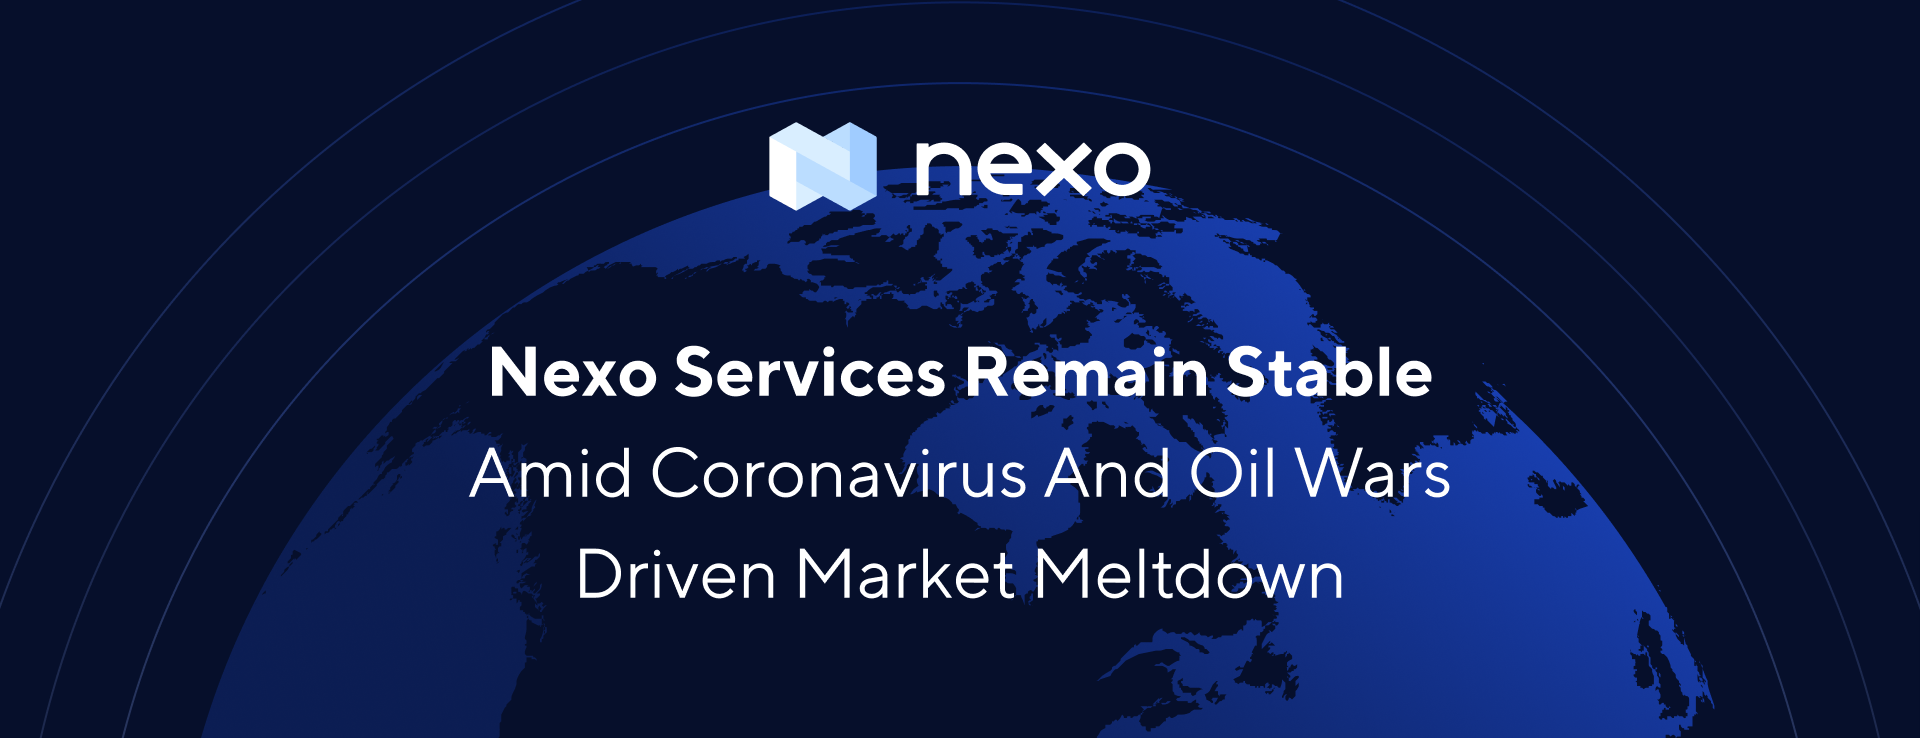 nexo
Nexo Services Remain Stable
Amid Coronavirus And Oil Wars
Driven Market Meltdown